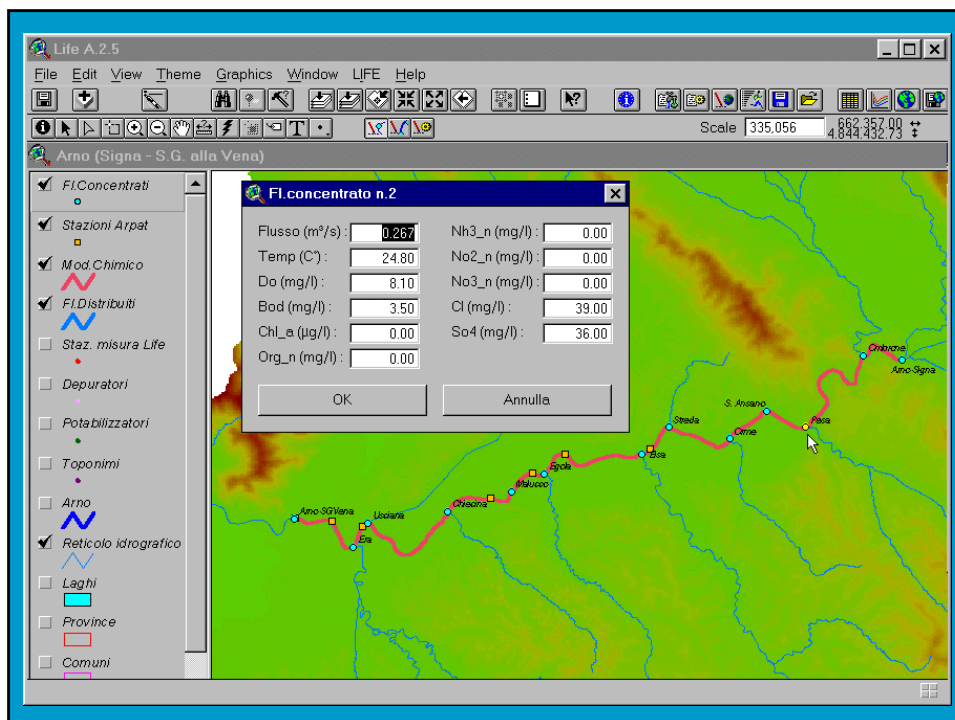 Life A.2.5
File Edit View Theme Graphics Window LIFE Help
Scale 335,056 662.357.00
4.844.432.73
Arno (Signa - S.G. alla Vena)
Fl.Concentrati
Stazioni Arpat
Mod.Chimico
Fl.Distribuiti
Staz. misura Life
Depuratori
Potabilizzatori
Toponimi
Arno
Reticolo idrografico
Laghi
Province
Comuni
Fl.concentrato n.2
Flusso (m³/s) : 0.267
Temp (C°) : 24.80
Do (mg/l) : 8.10
Bod (mg/l) : 3.50
Chl_a (µg/l) : 0.00
Org_n (mg/l) : 0.00
Nh3_n (mg/l) : 0.00
No2_n (mg/l) : 0.00
No3_n (mg/l) : 0.00
Cl (mg/l) : 39.00
So4 (mg/l) : 36.00
OK
Annulla
Ombrone
Arno-Signa
S. Ansano
Pesa
Streda
Orme
Elsa
Egola
Chiecina
Arno-SGVena
Usciana
Era